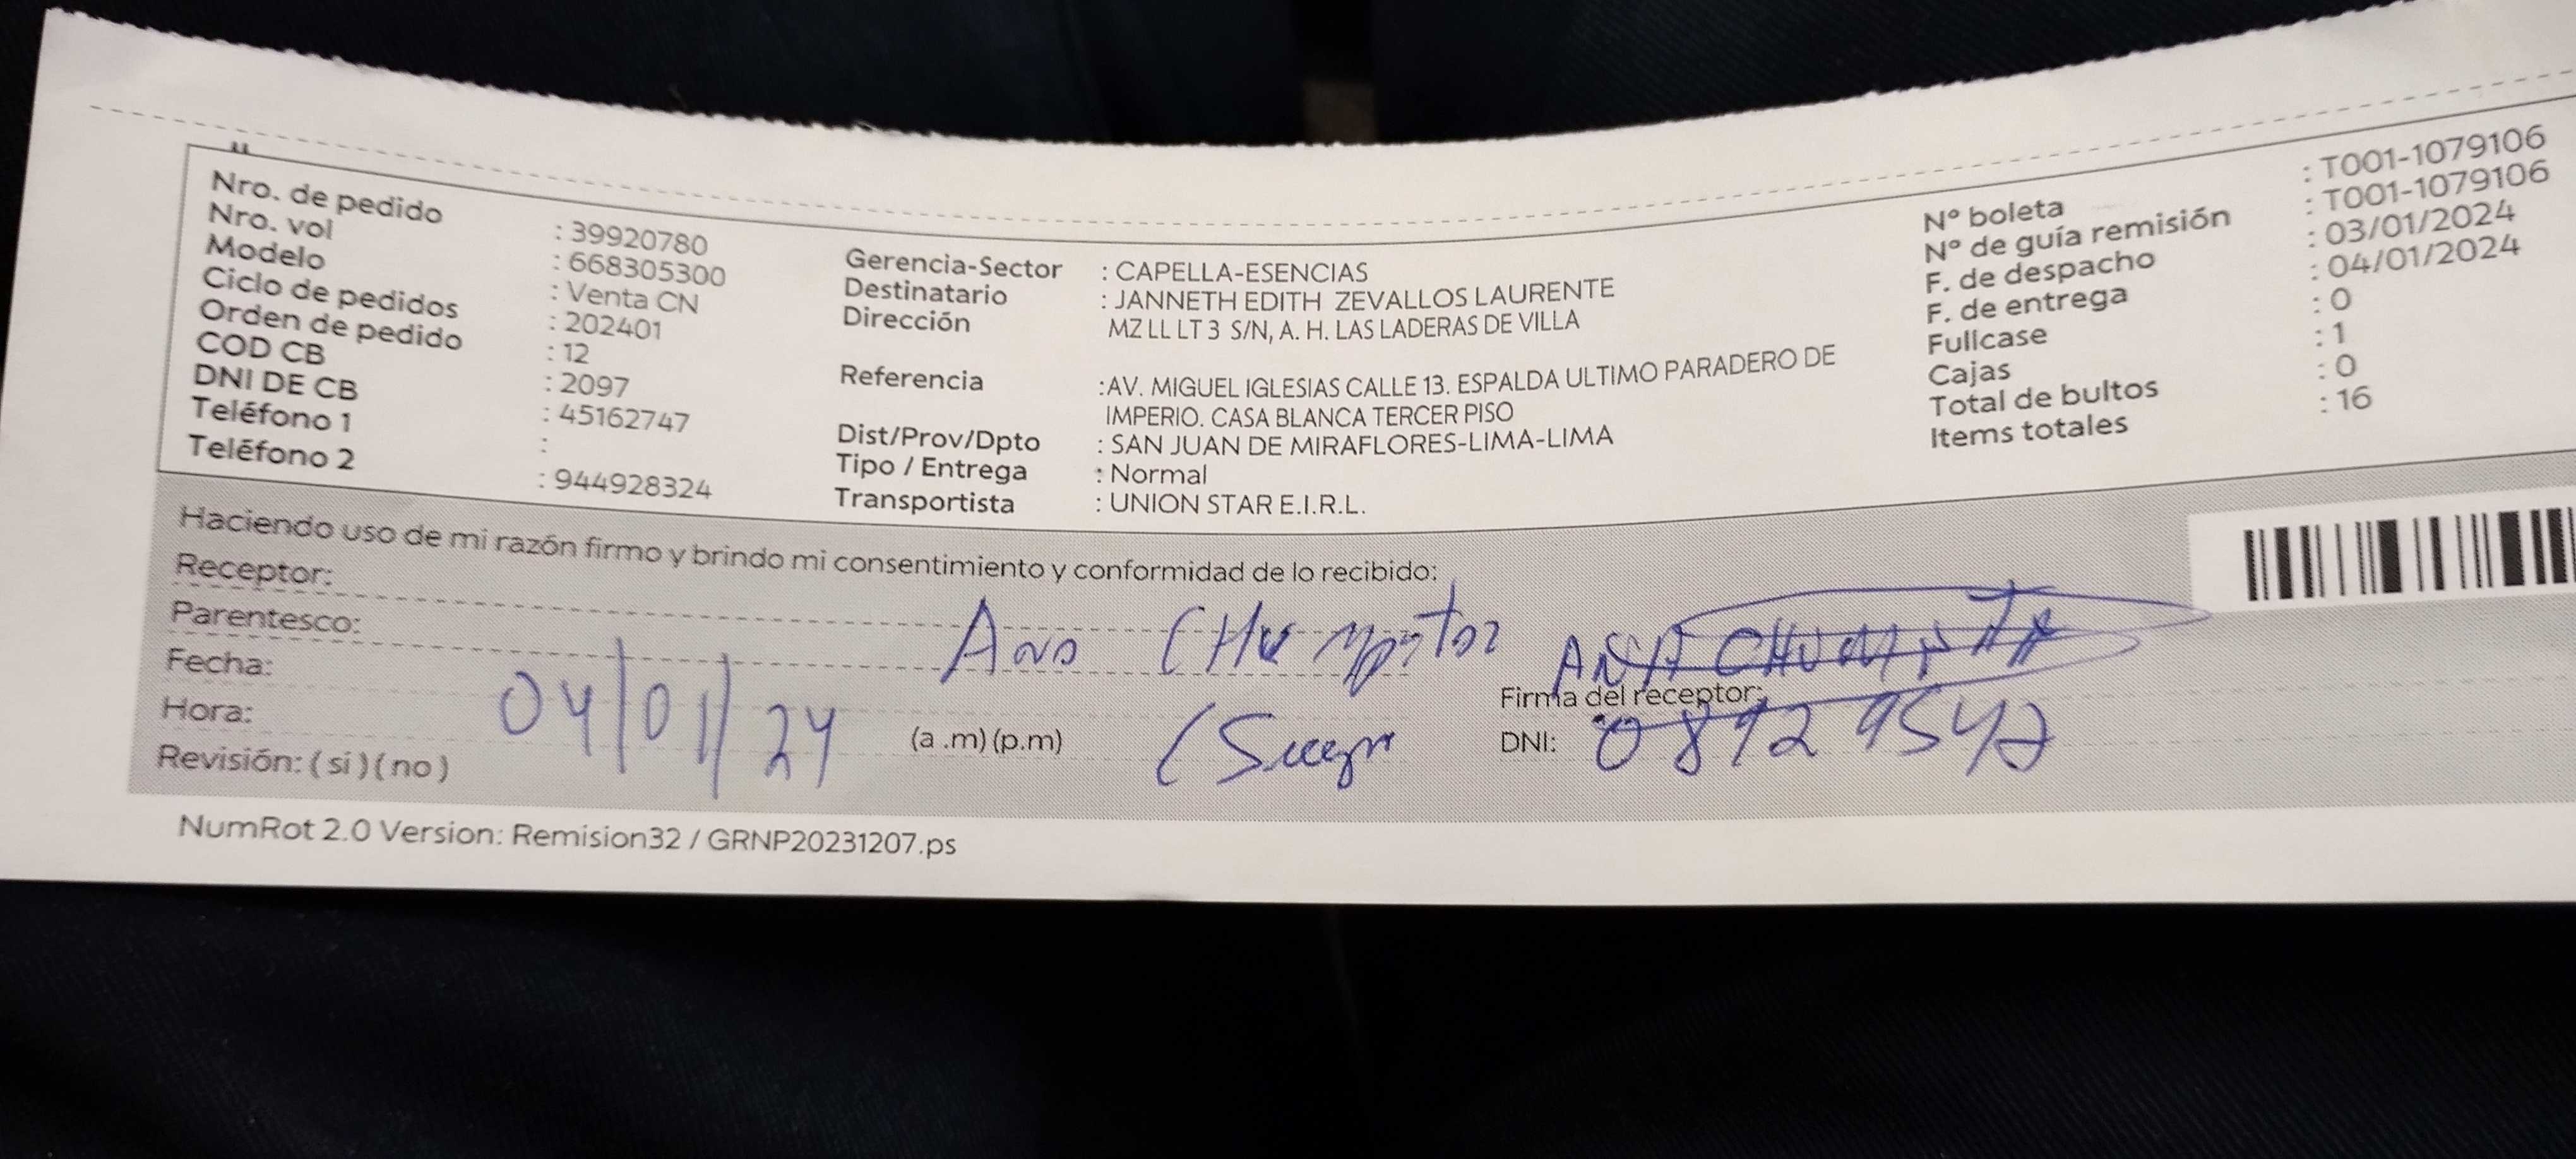 Nro. de pedido : 39920780
Nro. vol : 668305300
Modelo : Venta CN
Ciclo de pedidos : 202401
Orden de pedido : 12
COD CB : 2097
DNI DE CB : 45162747
Teléfono 1 :
Teléfono 2 : 944928324
Gerencia-Sector : CAPELLA-ESENCIAS
Destinatario : JANNETH EDITH ZEVALLOS LAURENTE
Dirección MZ LL LT 3 S/N, A. H. LAS LADERAS DE VILLA
Referencia :AV. MIGUEL IGLESIAS CALLE 13. ESPALDA ULTIMO PARADERO DE
IMPERIO. CASA BLANCA TERCER PISO
Dist/Prov/Dpto : SAN JUAN DE MIRAFLORES-LIMA-LIMA
Tipo / Entrega : Normal
Transportista : UNION STAR E.I.R.L.
N° boleta : T001-1079106
N° de guía remisión : T001-1079106
F. de despacho : 03/01/2024
F. de entrega : 04/01/2024
Fullcase : 0
Cajas : 1
Total de bultos : 0
Items totales : 16
Haciendo uso de mi razón firmo y brindo mi consentimiento y conformidad de lo recibido:
Receptor:
Parentesco:
Fecha: 04/01/24
Hora: (a .m) (p.m)
Revisión: ( si ) ( no )
Firma del receptor:
DNI:
NumRot 2.0 Version: Remision32 / GRNP20231207.ps